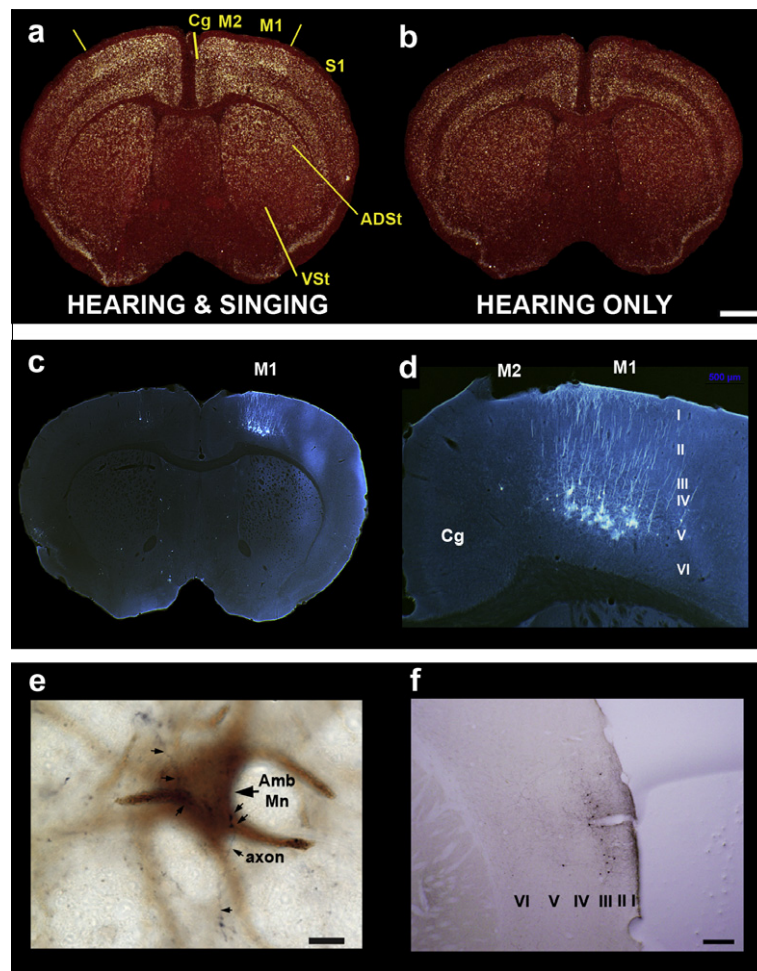 a
Cg M2 M1
S1
ADSt
VSt
HEARING & SINGING
b
HEARING ONLY
c
M1
d
M2 M1
500 µm
I
II
III
IV
V
VI
Cg
e
Amb
Mn
axon
f
VI V IV III II I